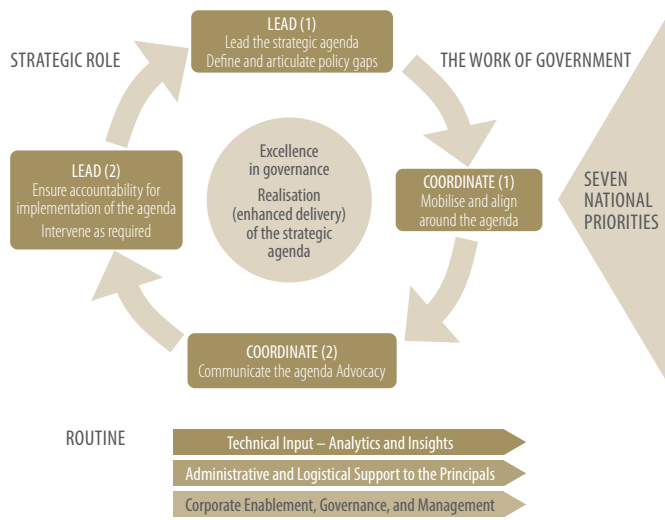 LEAD (1)
Lead the strategic agenda
Define and articulate policy gaps
STRATEGIC ROLE
THE WORK OF GOVERNMENT
LEAD (2)
Ensure accountability for
implementation of the agenda
Intervene as required
Excellence
in governance
Realisation
(enhanced delivery)
of the strategic
agenda
COORDINATE (1)
Mobilise and align
around the agenda
SEVEN
NATIONAL
PRIORITIES
COORDINATE (2)
Communicate the agenda Advocacy
ROUTINE
Technical Input – Analytics and Insights
Administrative and Logistical Support to the Principals
Corporate Enablement, Governance, and Management